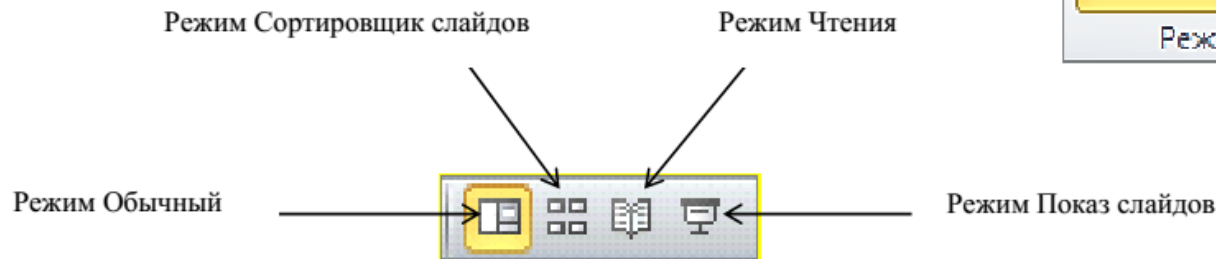 Режим Сортировщик слайдов
Режим Чтения
Режим Обычный
Режим Показ слайдов